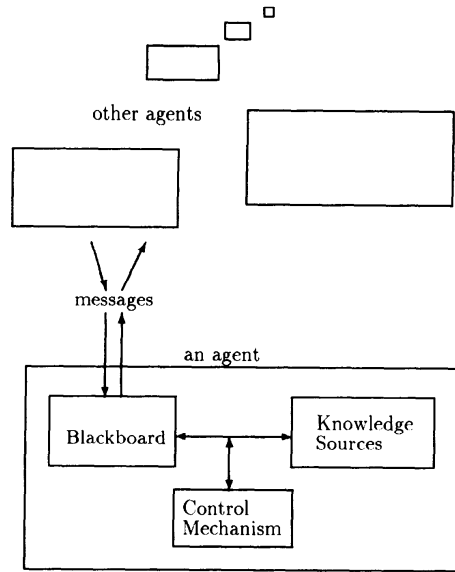 other agents
messages
an agent
Blackboard
Knowledge
Sources
Control
Mechanism